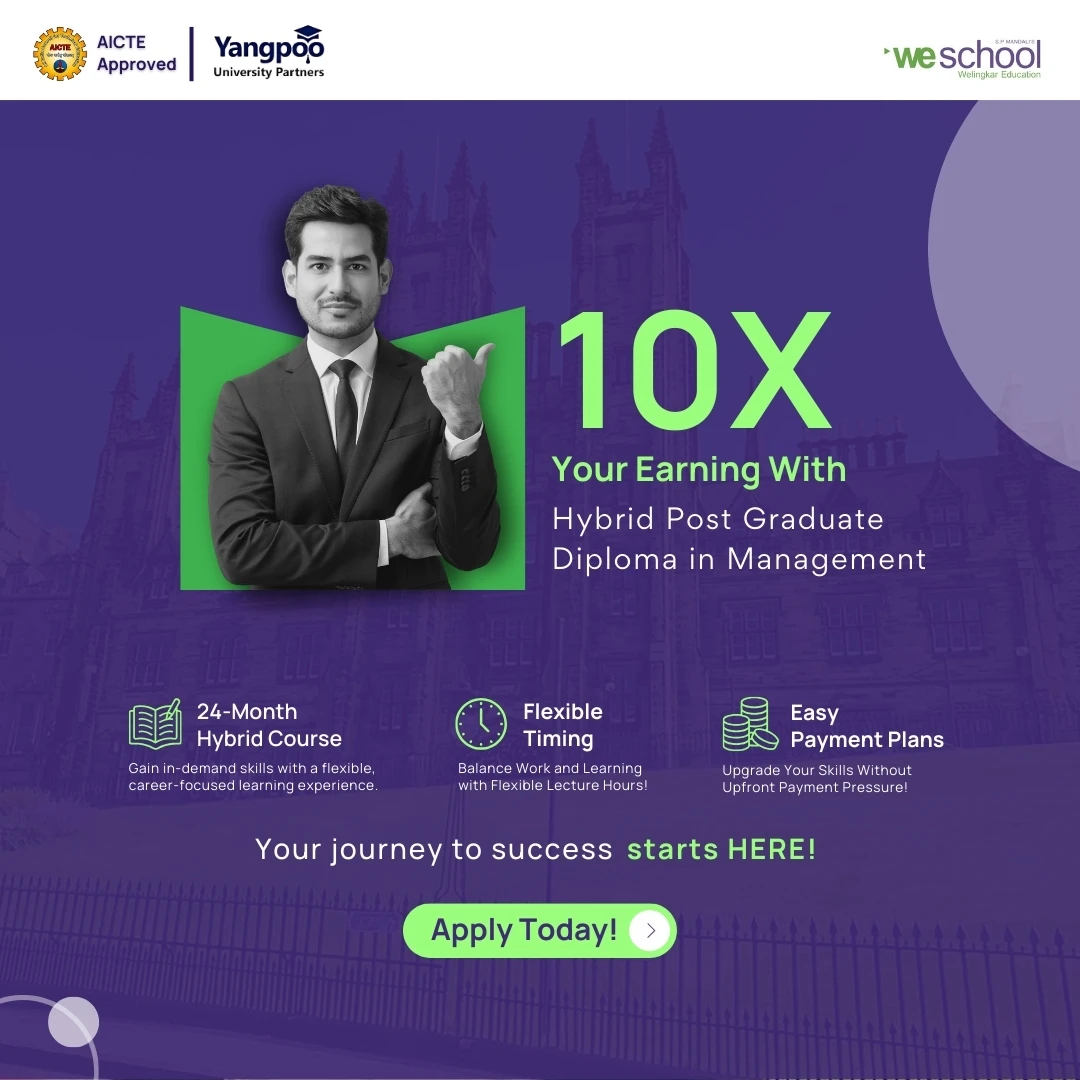 AICTE
AICTE
Approved
Yangpoo
University Partners
S.P. MANDALI'S
we school
Welingkar Education
10X
Your Earning With
Hybrid Post Graduate
Diploma in Management
24-Month
Hybrid Course
Gain in-demand skills with a flexible,
career-focused learning experience.
Flexible
Timing
Balance Work and Learning
with Flexible Lecture Hours!
Easy
Payment Plans
Upgrade Your Skills Without
Upfront Payment Pressure!
Your journey to success starts HERE!
Apply Today!